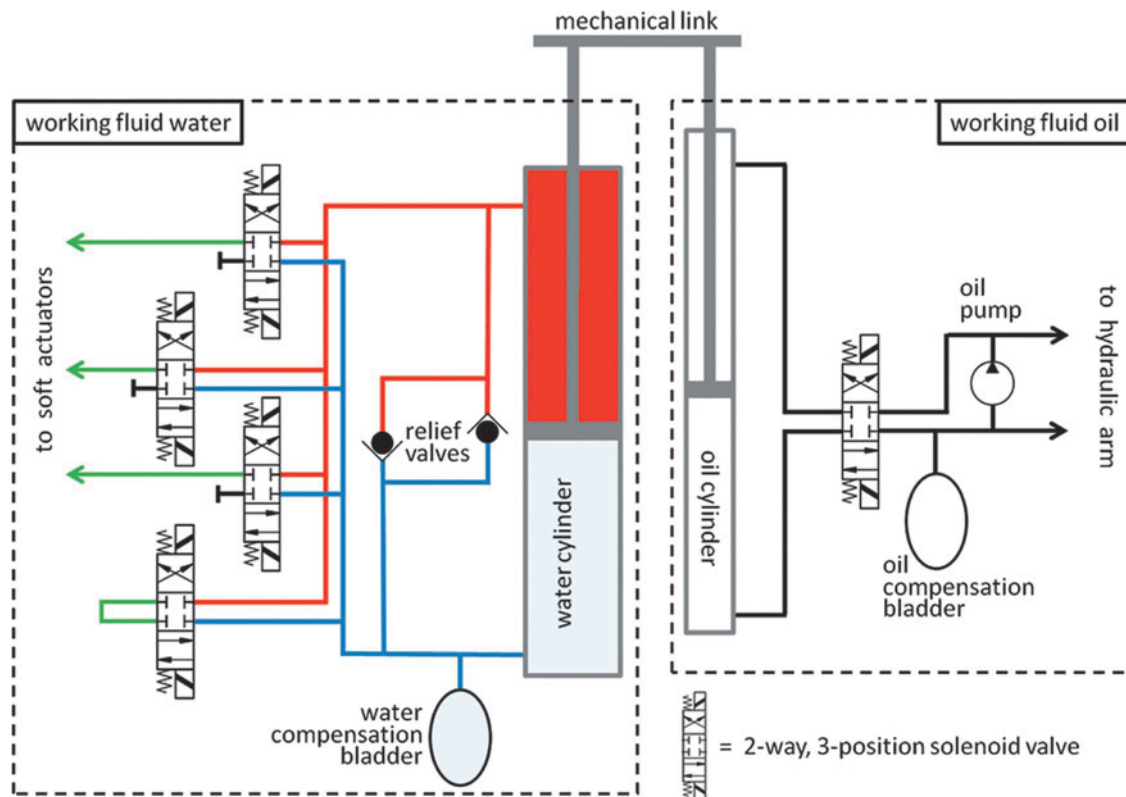 mechanical link
working fluid water
working fluid oil
to soft actuators
relief
valves
water cylinder
water
compensation
bladder
oil cylinder
oil
pump
to hydraulic arm
oil
compensation
bladder
= 2-way, 3-position solenoid valve